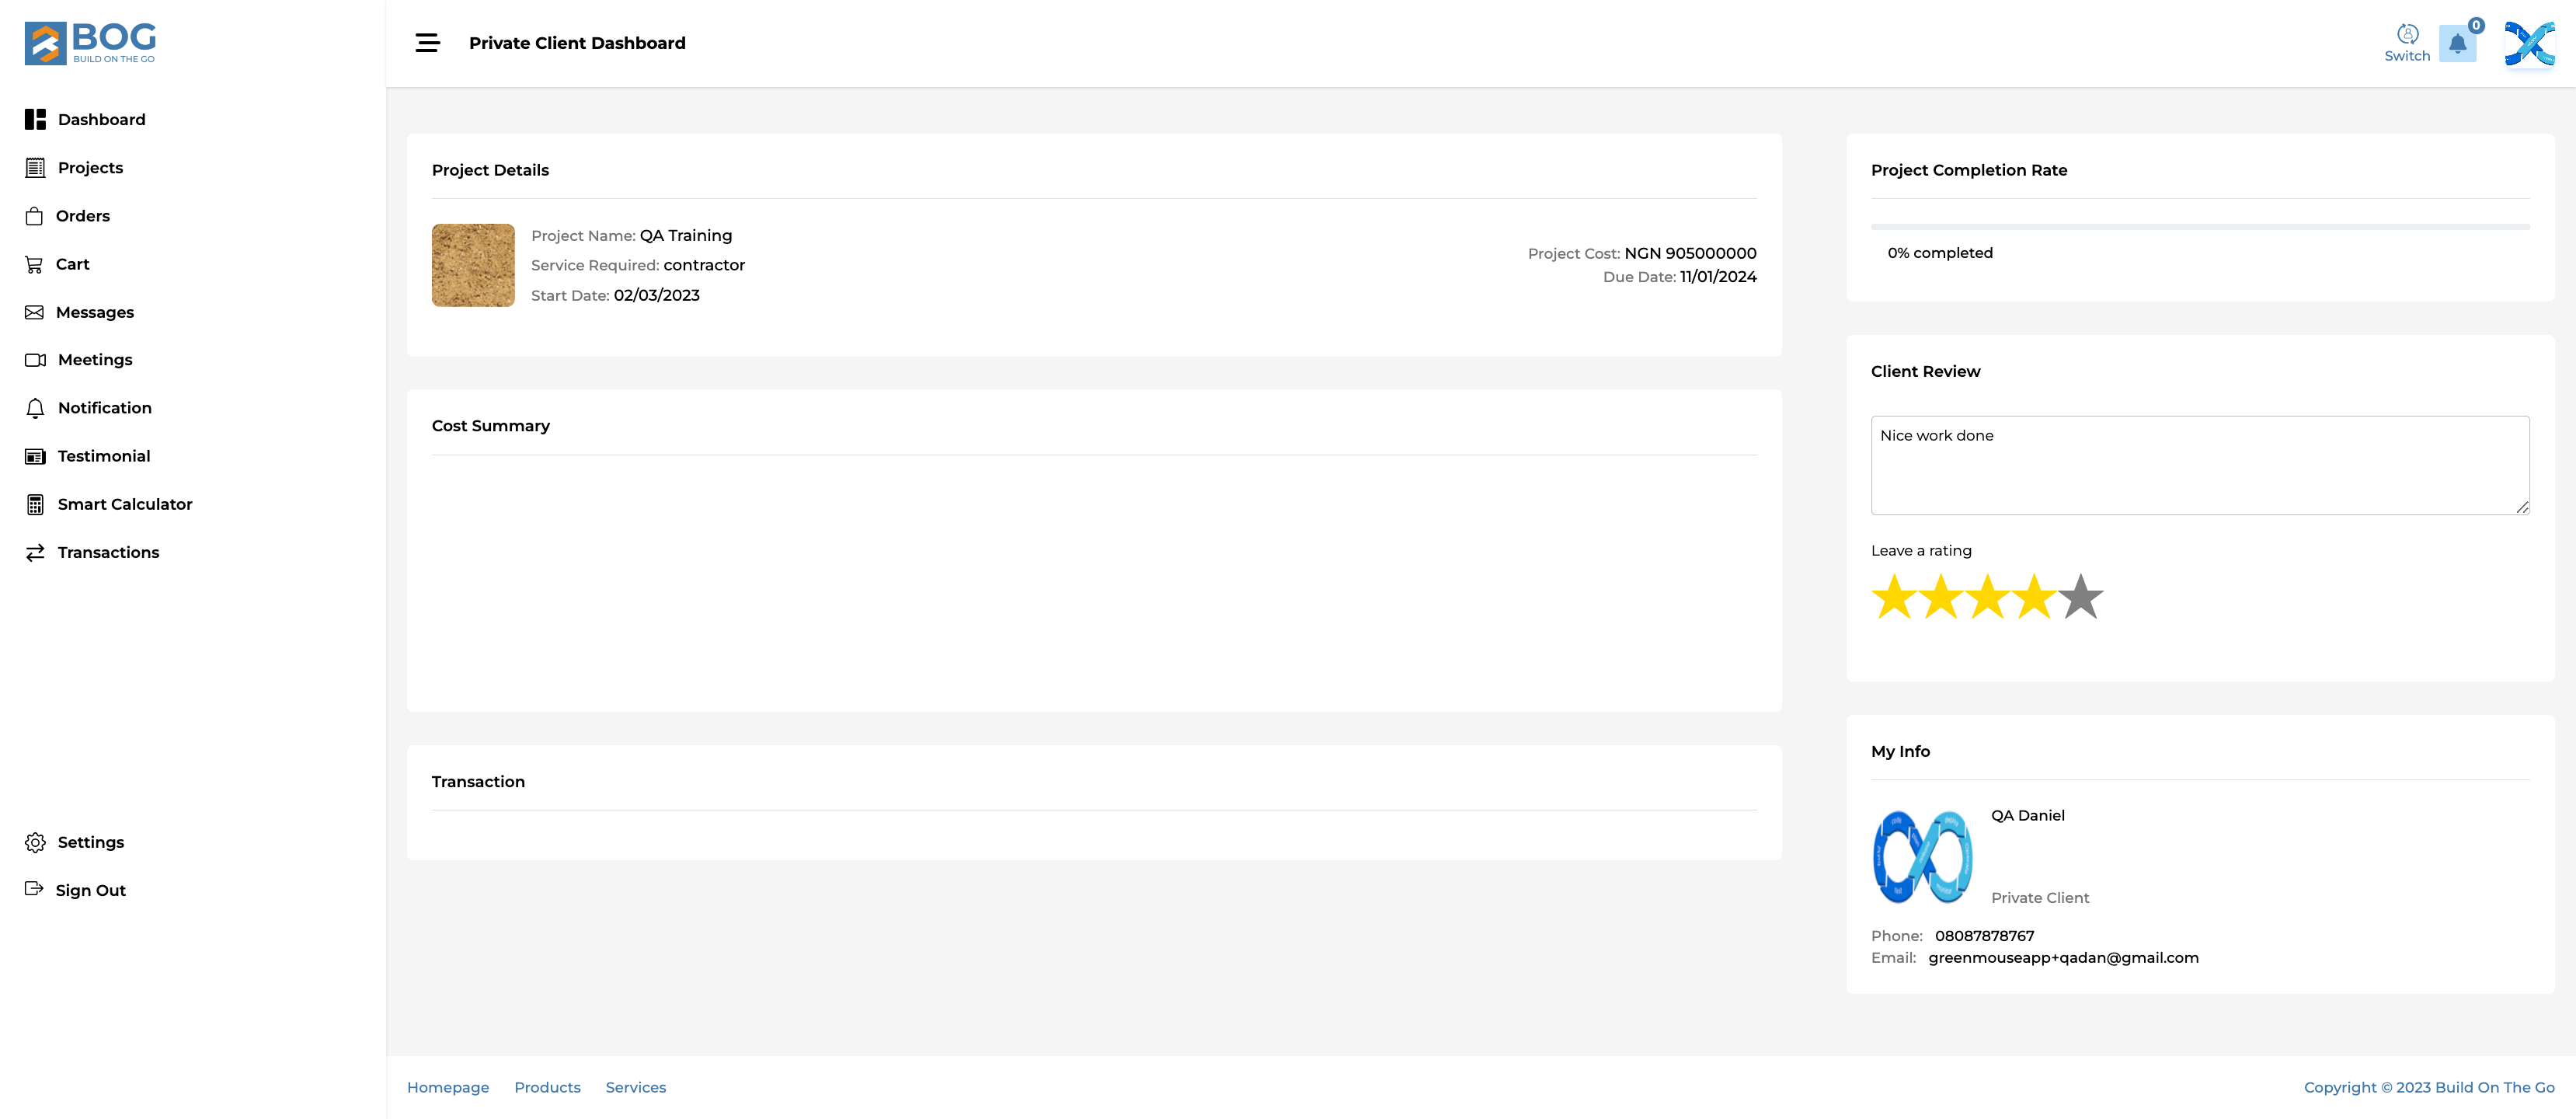 BOG
BUILD ON THE GO
Dashboard
Projects
Orders
Cart
Messages
Meetings
Notification
Testimonial
Smart Calculator
Transactions
Settings
Sign Out
Private Client Dashboard
Switch
0
Project Details
Project Name: QA Training
Service Required: contractor
Start Date: 02/03/2023
Project Cost: NGN 905000000
Due Date: 11/01/2024
Cost Summary
Transaction
Project Completion Rate
0% completed
Client Review
Nice work done
Leave a rating
My Info
QA Daniel
Private Client
Phone: 08087878767
Email: greenmouseapp+qadan@gmail.com
Homepage Products Services
Copyright © 2023 Build On The Go